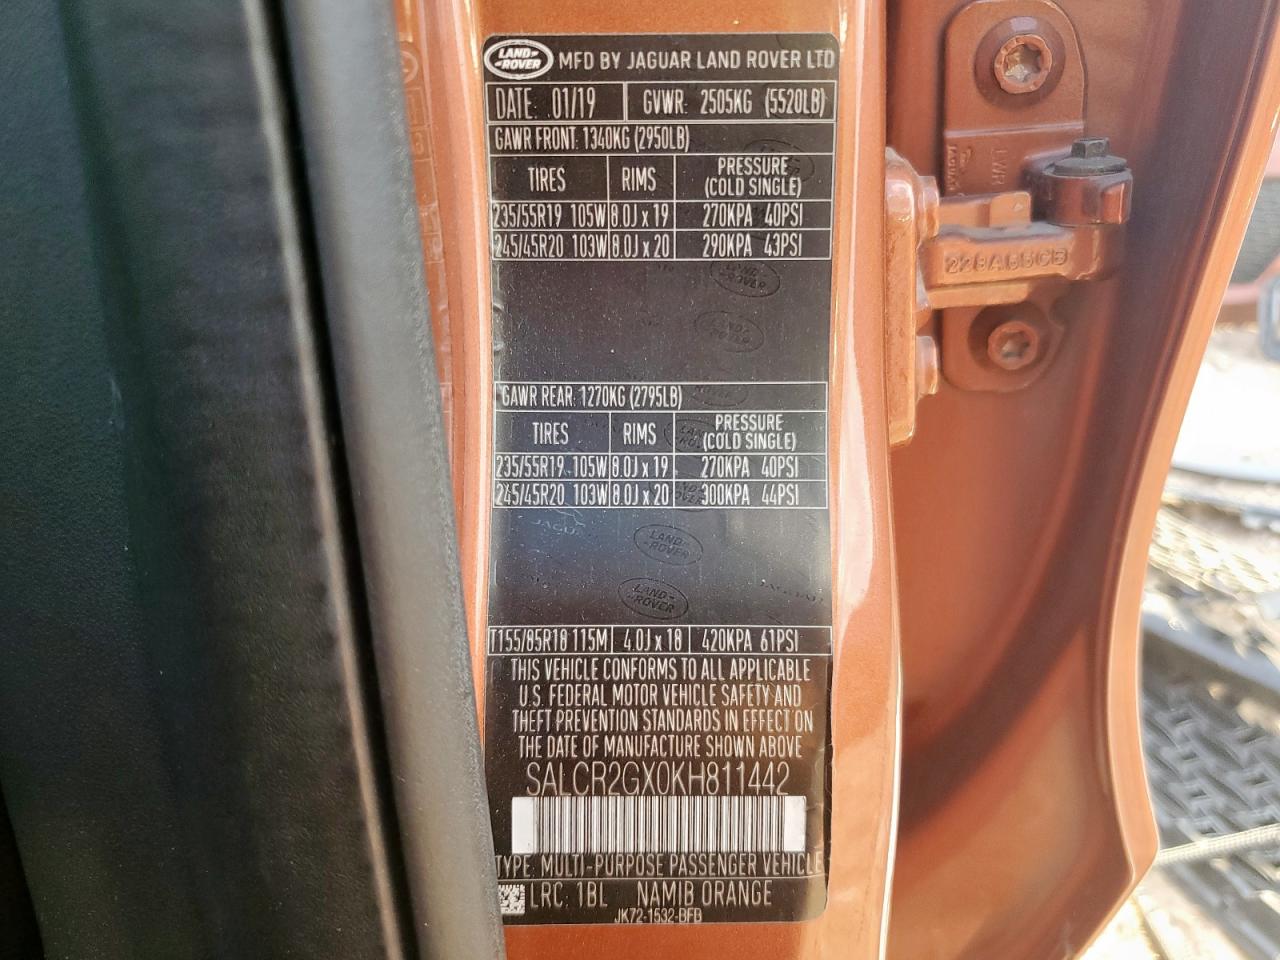 LAND ROVER MFD BY JAGUAR LAND ROVER LTD
DATE: 01/19 GVWR: 2505KG (5520LB)
GAWR FRONT: 1340KG (2950LB)
TIRES RIMS PRESSURE (COLD SINGLE)
235/55R19 105W 8.0J x 19 270KPA 40PSI
245/45R20 103W 8.0J x 20 290KPA 43PSI
GAWR REAR: 1270KG (2795LB)
TIRES RIMS PRESSURE (COLD SINGLE)
235/55R19 105W 8.0J x 19 270KPA 40PSI
245/45R20 103W 8.0J x 20 300KPA 44PSI
LAND ROVER
LAND ROVER
T155/85R18 115M 4.0J x 18 420KPA 61PSI
THIS VEHICLE CONFORMS TO ALL APPLICABLE
U.S. FEDERAL MOTOR VEHICLE SAFETY AND
THEFT PREVENTION STANDARDS IN EFFECT ON
THE DATE OF MANUFACTURE SHOWN ABOVE
SALCR2GX0KH811442
TYPE: MULTI-PURPOSE PASSENGER VEHICLE
LRC: 1BL NAMIB ORANGE
JK72-1532-BFB
LWR